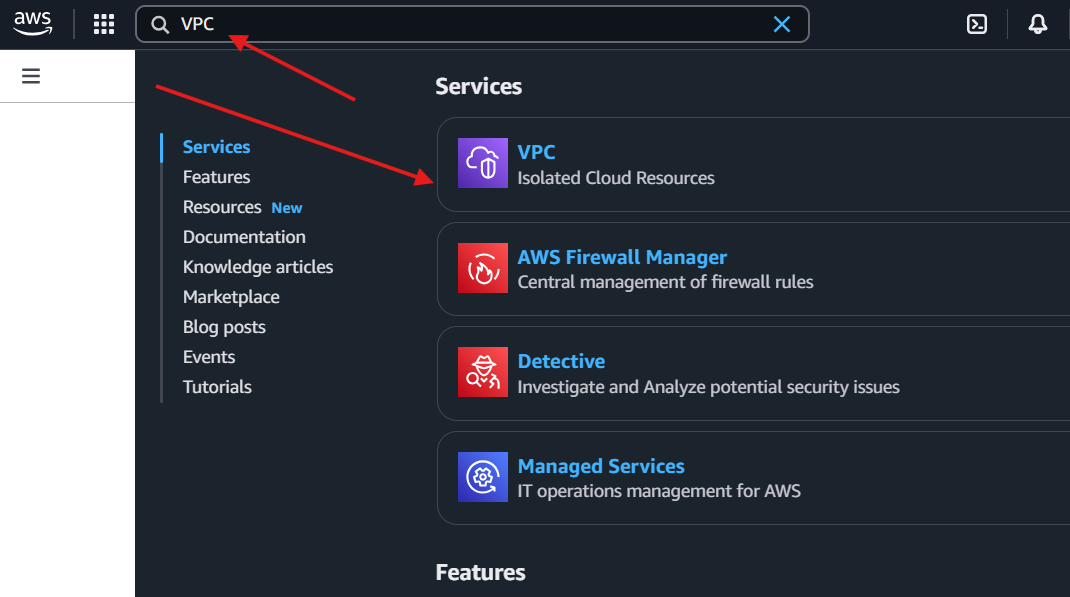 aws
VPC
Services
Features
Resources New
Documentation
Knowledge articles
Marketplace
Blog posts
Events
Tutorials
Services
VPC
Isolated Cloud Resources
AWS Firewall Manager
Central management of firewall rules
Detective
Investigate and Analyze potential security issues
Managed Services
IT operations management for AWS
Features